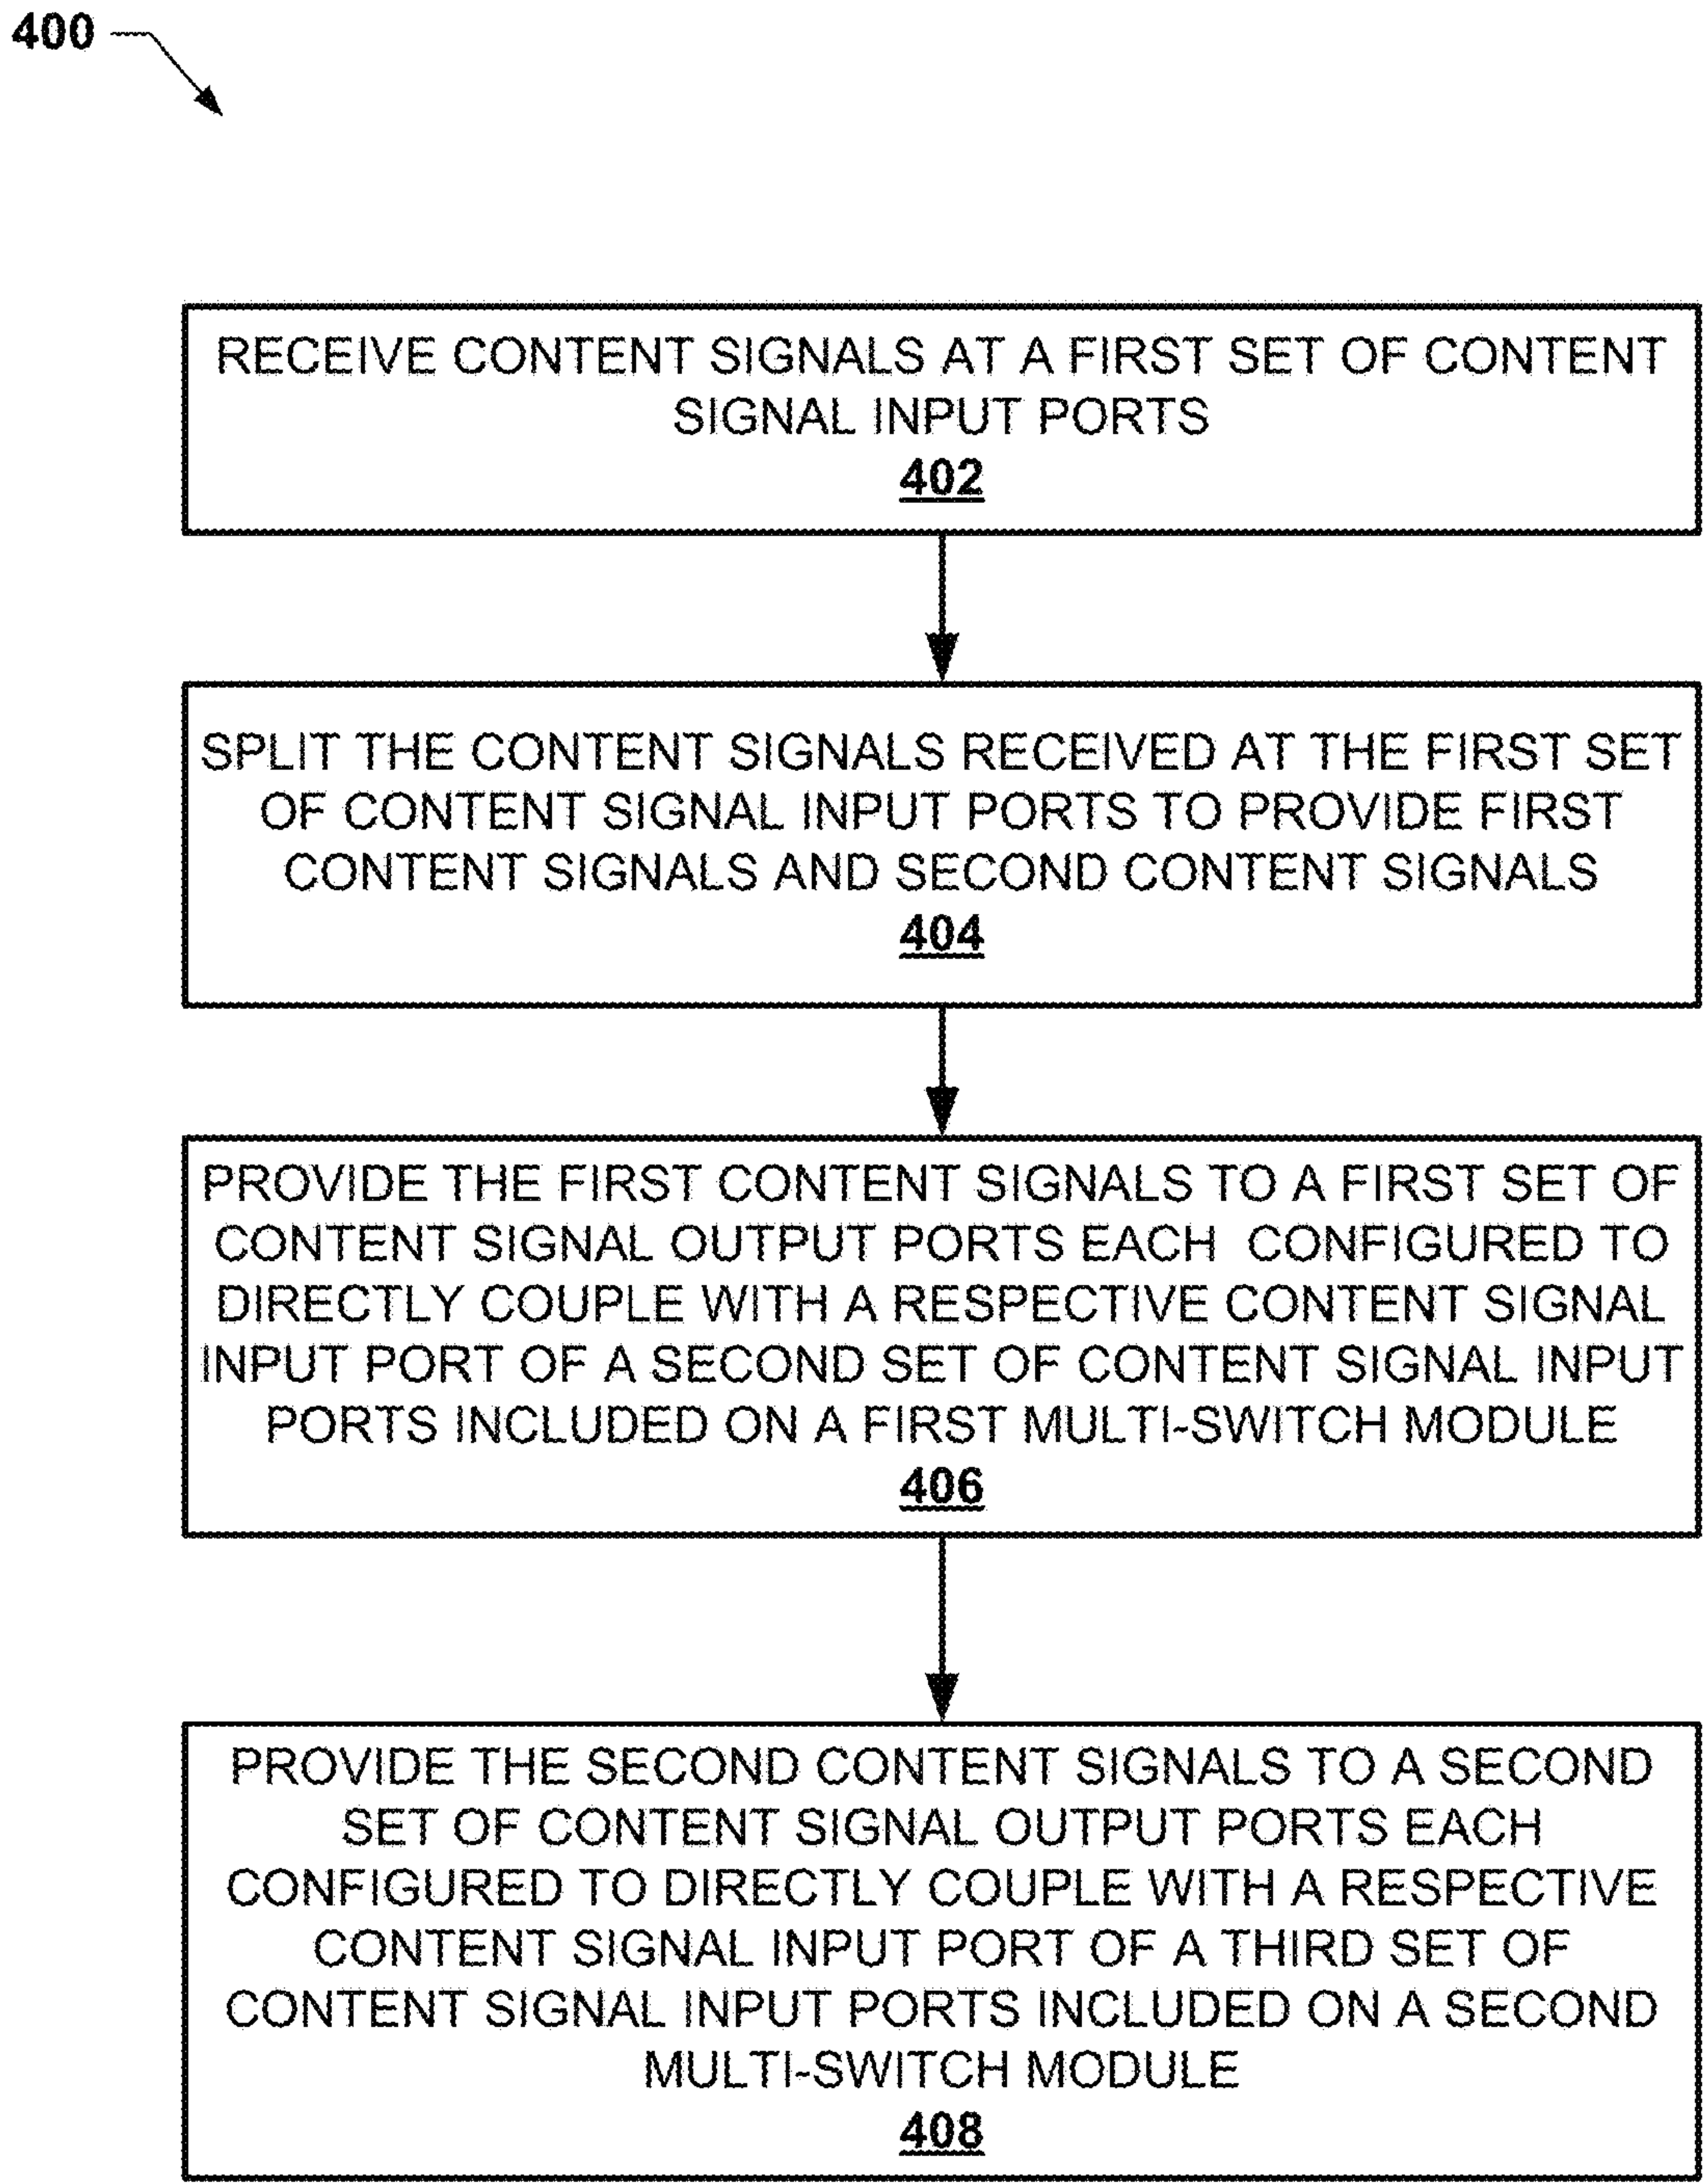 400
RECEIVE CONTENT SIGNALS AT A FIRST SET OF CONTENT
SIGNAL INPUT PORTS
402
SPLIT THE CONTENT SIGNALS RECEIVED AT THE FIRST SET
OF CONTENT SIGNAL INPUT PORTS TO PROVIDE FIRST
CONTENT SIGNALS AND SECOND CONTENT SIGNALS
404
PROVIDE THE FIRST CONTENT SIGNALS TO A FIRST SET OF
CONTENT SIGNAL OUTPUT PORTS EACH CONFIGURED TO
DIRECTLY COUPLE WITH A RESPECTIVE CONTENT SIGNAL
INPUT PORT OF A SECOND SET OF CONTENT SIGNAL INPUT
PORTS INCLUDED ON A FIRST MULTI-SWITCH MODULE
406
PROVIDE THE SECOND CONTENT SIGNALS TO A SECOND
SET OF CONTENT SIGNAL OUTPUT PORTS EACH
CONFIGURED TO DIRECTLY COUPLE WITH A RESPECTIVE
CONTENT SIGNAL INPUT PORT OF A THIRD SET OF
CONTENT SIGNAL INPUT PORTS INCLUDED ON A SECOND
MULTI-SWITCH MODULE
408